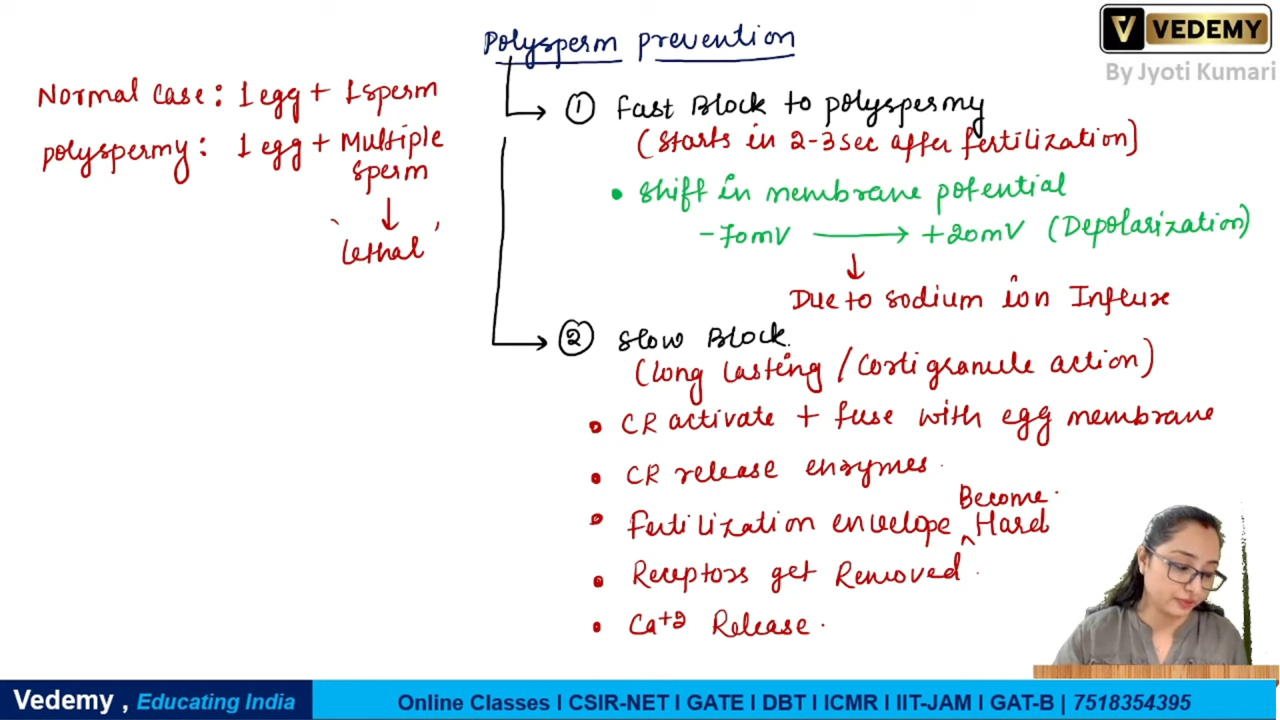 Polysperm prevention
VEDEMY
By Jyoti Kumari
Normal Case: 1 egg + 1 sperm
polyspermy: 1 egg + Multiple
sperm
↓
'Lethal'
→ ① Fast Block to polyspermy
(Starts in 2-3 sec after fertilization)
• Shift in membrane potential
-70mV → +20mV (Depolarization)
↓
Due to sodium ion Influx
→ ② Slow Block.
(Long lasting / Cortigranule action)
• CR activate + fuse with egg membrane
• CR release enzymes.
• Fertilization envelope ^ Become. Hard
• Receptors get Removed.
• Ca+2 Release.
Vedemy , Educating India
Online Classes I CSIR-NET I GATE I DBT I ICMR I IIT-JAM I GAT-B I 7518354395